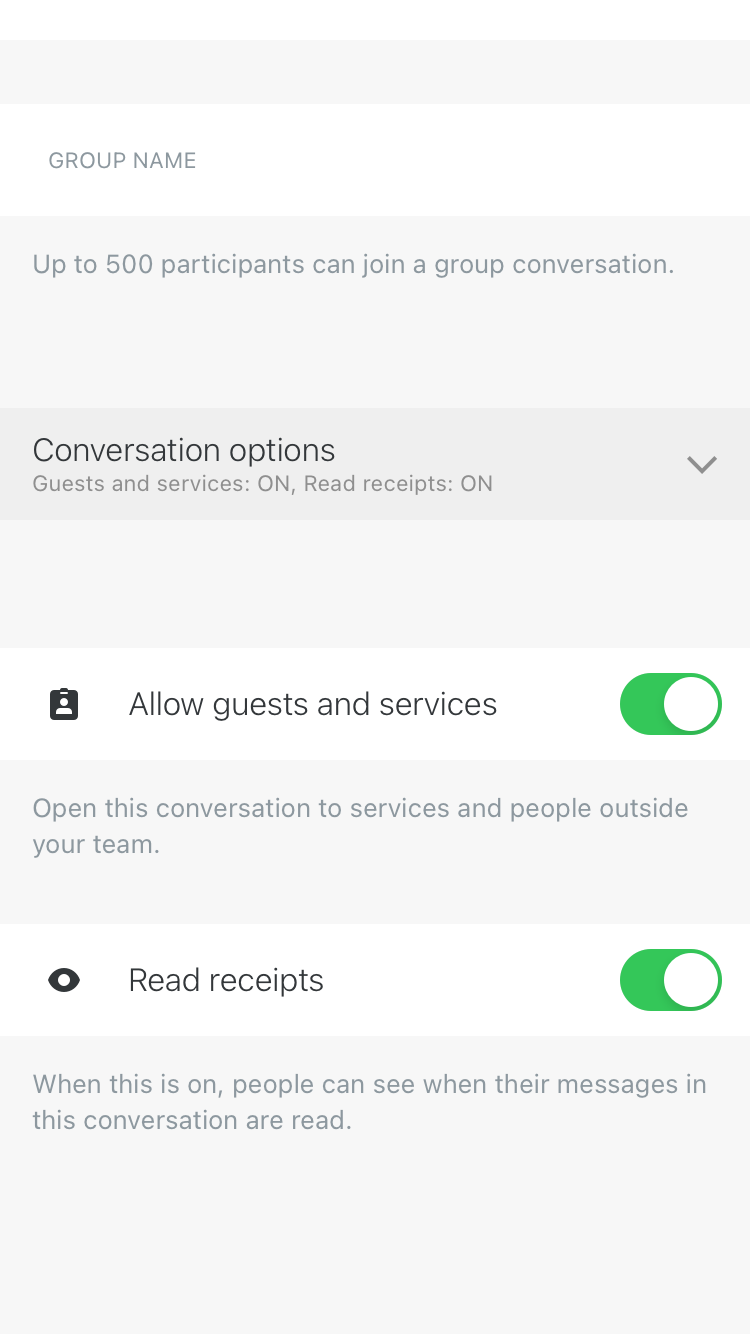 GROUP NAME
Up to 500 participants can join a group conversation.
Conversation options
Guests and services: ON, Read receipts: ON
Allow guests and services
Open this conversation to services and people outside
your team.
Read receipts
When this is on, people can see when their messages in
this conversation are read.